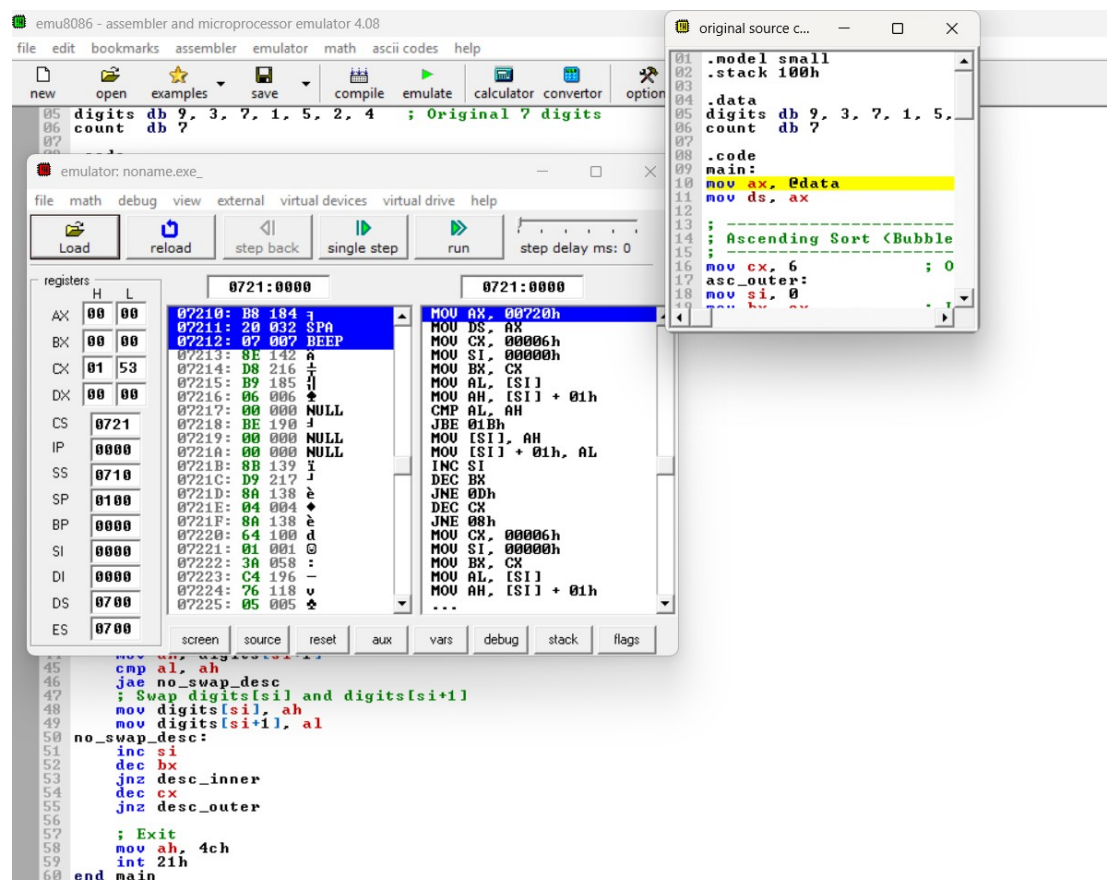 emu8086 - assembler and microprocessor emulator 4.08
file edit bookmarks assembler emulator math ascii codes help
new open examples save compile emulate calculator convertor option
05 digits db 9, 3, 7, 1, 5, 2, 4 ; Original 7 digits
06 count db 7
07
original source c...
01 .model small
02 .stack 100h
03
04 .data
05 digits db 9, 3, 7, 1, 5,
06 count db 7
07
08 .code
09 main:
10 mov ax, @data
11 mov ds, ax
12
13 ; --------------------
14 ; Ascending Sort (Bubble
15 ; --------------------
16 mov cx, 6 ; O
17 asc_outer:
18 mov si, 0
19 mov bx, cx
emulator: noname.exe_
file math debug view external virtual devices virtual drive help
Load reload step back single step run step delay ms: 0
registers
H L
AX 00 00
BX 00 00
CX 01 53
DX 00 00
CS 0721
IP 0000
SS 0710
SP 0100
BP 0000
SI 0000
DI 0000
DS 0700
ES 0700
0721:0000
07210: B8 184 ╕
07211: 20 032 SPA
07212: 07 007 BEEP
07213: 8E 142 Ä
07214: D8 216 ╪
07215: B9 185 ╣
07216: 06 006 ♠
07217: 00 000 NULL
07218: BE 190 ╛
07219: 00 000 NULL
0721A: 00 000 NULL
0721B: 8B 139 ï
0721C: D9 217 ┘
0721D: 8A 138 è
0721E: 04 004 ♦
0721F: 8A 138 è
07220: 64 100 d
07221: 01 001 ☺
07222: 3A 058 :
07223: C4 196 ─
07224: 76 118 v
07225: 05 005 ♣
0721:0000
MOV AX, 00720h
MOV DS, AX
MOV CX, 00006h
MOV SI, 00000h
MOV BX, CX
MOV AL, [SI]
MOV AH, [SI] + 01h
CMP AL, AH
JBE 01Bh
MOV [SI], AH
MOV [SI] + 01h, AL
INC SI
DEC BX
JNE 0Dh
DEC CX
JNE 08h
MOV CX, 00006h
MOV SI, 00000h
MOV BX, CX
MOV AL, [SI]
MOV AH, [SI] + 01h
...
screen source reset aux vars debug stack flags
45 cmp al, ah
46 jae no_swap_desc
47 ; Swap digits[si] and digits[si+1]
48 mov digits[si], ah
49 mov digits[si+1], al
50 no_swap_desc:
51 inc si
52 dec bx
53 jnz desc_inner
54 dec cx
55 jnz desc_outer
56
57 ; Exit
58 mov ah, 4ch
59 int 21h
60 end main